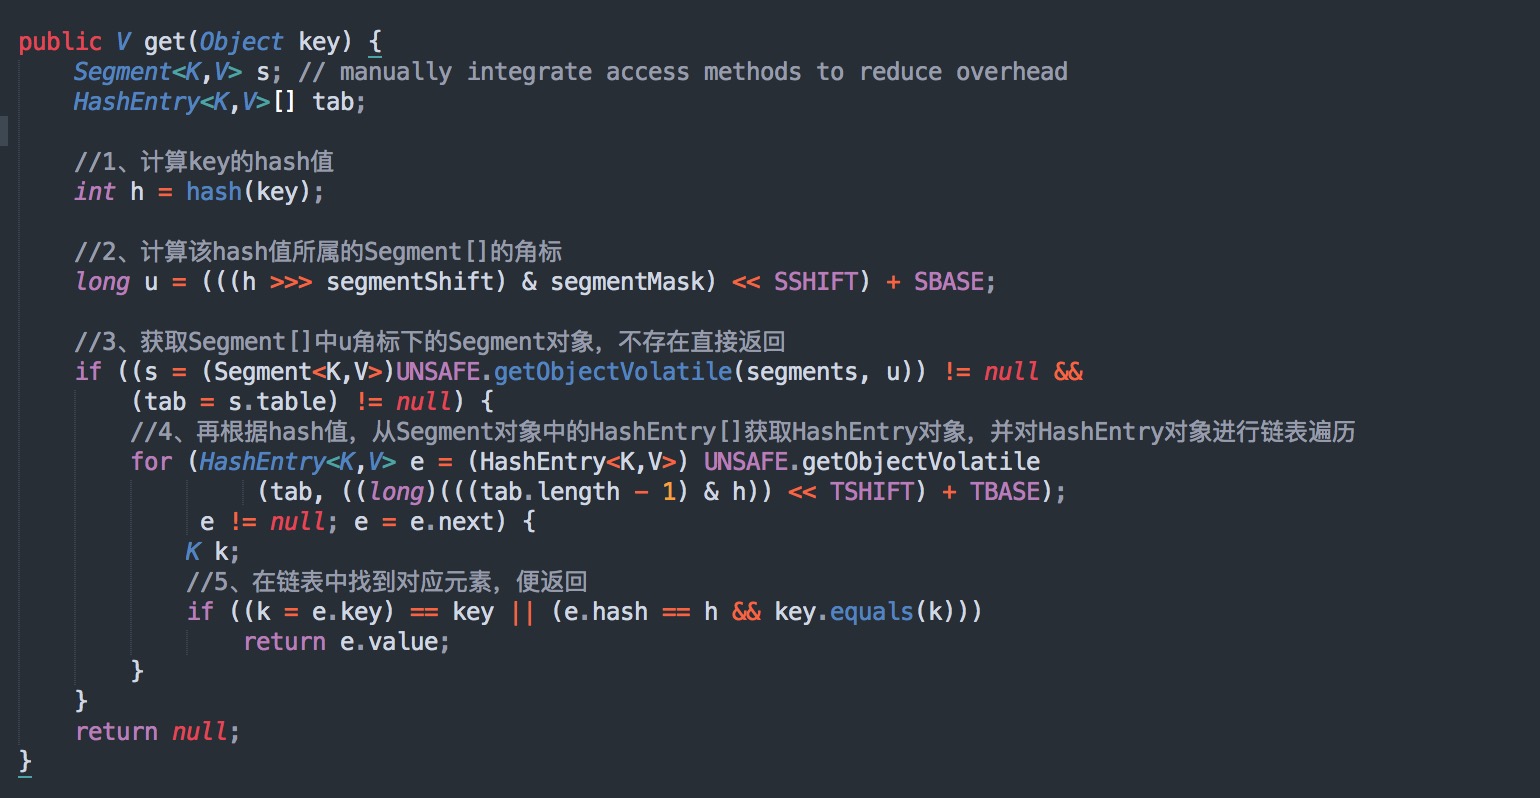 public V get(Object key) {
Segment<K,V> s; // manually integrate access methods to reduce overhead
HashEntry<K,V>[] tab;
//1、计算key的hash值
int h = hash(key);
//2、计算该hash值所属的Segment[]的角标
long u = (((h >>> segmentShift) & segmentMask) << SSHIFT) + SBASE;
//3、获取Segment[]中u角标下的Segment对象，不存在直接返回
if ((s = (Segment<K,V>)UNSAFE.getObjectVolatile(segments, u)) != null &&
(tab = s.table) != null) {
//4、再根据hash值，从Segment对象中的HashEntry[]获取HashEntry对象，并对HashEntry对象进行链表遍历
for (HashEntry<K,V> e = (HashEntry<K,V>) UNSAFE.getObjectVolatile
(tab, ((long)(((tab.length - 1) & h)) << TSHIFT) + TBASE);
e != null; e = e.next) {
K k;
//5、在链表中找到对应元素，便返回
if ((k = e.key) == key || (e.hash == h && key.equals(k)))
return e.value;
}
}
return null;
}